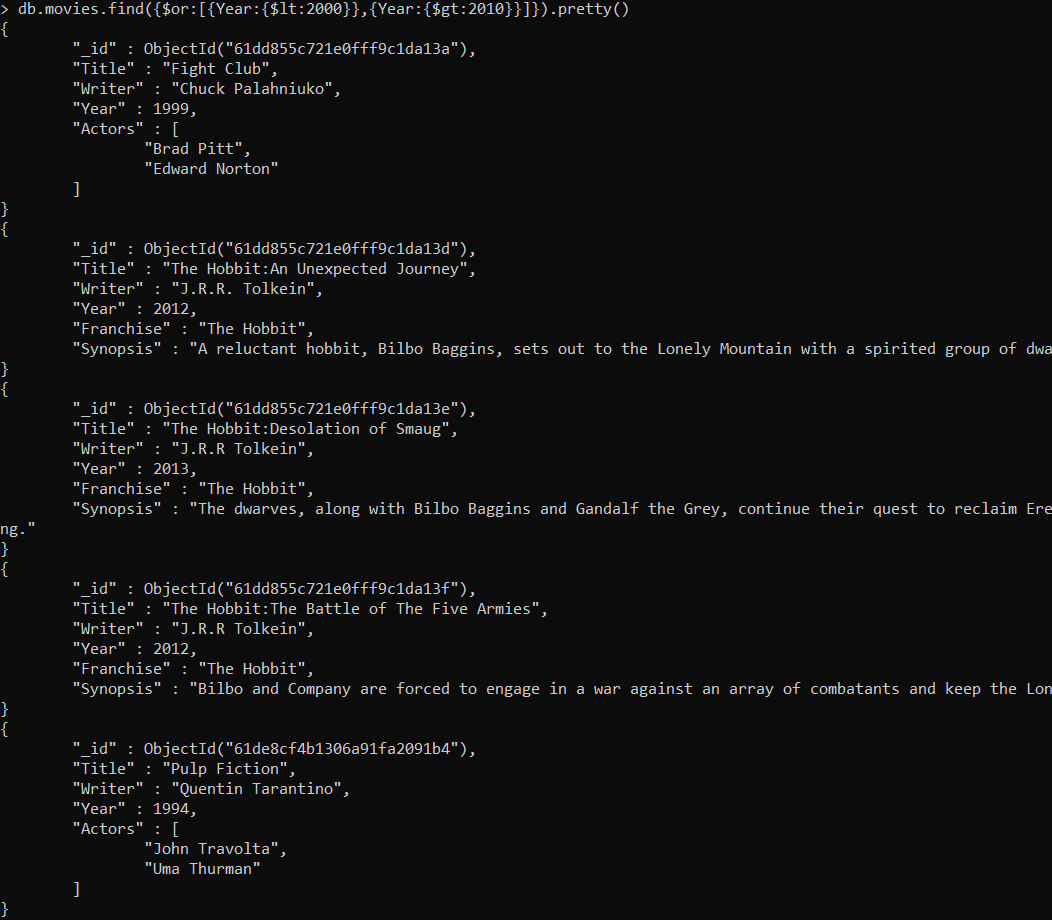 > db.movies.find({$or:[{Year:{$lt:2000}},{Year:{$gt:2010}}]}).pretty()
{
        "_id" : ObjectId("61dd855c721e0fff9c1da13a"),
        "Title" : "Fight Club",
        "Writer" : "Chuck Palahniuko",
        "Year" : 1999,
        "Actors" : [
                "Brad Pitt",
                "Edward Norton"
        ]
}
{
        "_id" : ObjectId("61dd855c721e0fff9c1da13d"),
        "Title" : "The Hobbit:An Unexpected Journey",
        "Writer" : "J.R.R. Tolkein",
        "Year" : 2012,
        "Franchise" : "The Hobbit",
        "Synopsis" : "A reluctant hobbit, Bilbo Baggins, sets out to the Lonely Mountain with a spirited group of dwa
}
{
        "_id" : ObjectId("61dd855c721e0fff9c1da13e"),
        "Title" : "The Hobbit:Desolation of Smaug",
        "Writer" : "J.R.R Tolkein",
        "Year" : 2013,
        "Franchise" : "The Hobbit",
        "Synopsis" : "The dwarves, along with Bilbo Baggins and Gandalf the Grey, continue their quest to reclaim Ere
ng."
}
{
        "_id" : ObjectId("61dd855c721e0fff9c1da13f"),
        "Title" : "The Hobbit:The Battle of The Five Armies",
        "Writer" : "J.R.R Tolkein",
        "Year" : 2012,
        "Franchise" : "The Hobbit",
        "Synopsis" : "Bilbo and Company are forced to engage in a war against an array of combatants and keep the Lon
}
{
        "_id" : ObjectId("61de8cf4b1306a91fa2091b4"),
        "Title" : "Pulp Fiction",
        "Writer" : "Quentin Tarantino",
        "Year" : 1994,
        "Actors" : [
                "John Travolta",
                "Uma Thurman"
        ]
}